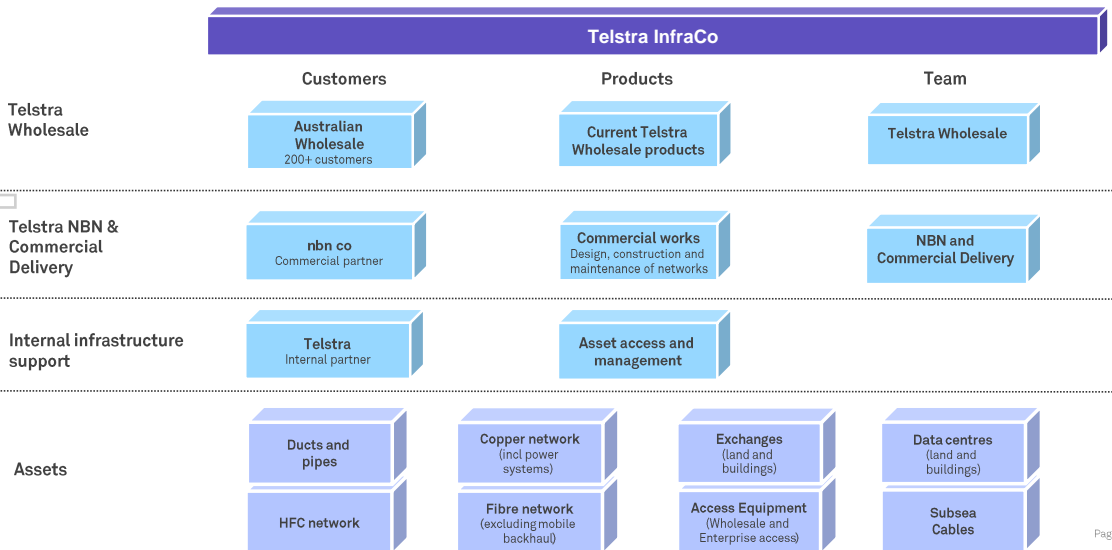 Telstra InfraCo
Customers
Products
Team
Telstra
Wholesale
Australian
Wholesale
200+ customers
Current Telstra
Wholesale products
Telstra Wholesale
Telstra NBN &
Commercial
Delivery
nbn co
Commercial partner
Commercial works
Design, construction and
maintenance of networks
NBN and
Commercial Delivery
Internal infrastructure
support
Telstra
Internal partner
Asset access and
management
Assets
Ducts and
pipes
Copper network
(incl power
systems)
Exchanges
(land and
buildings)
Data centres
(land and
buildings)
HFC network
Fibre network
(excluding mobile
backhaul)
Access Equipment
(Wholesale and
Enterprise access)
Subsea
Cables
Pag